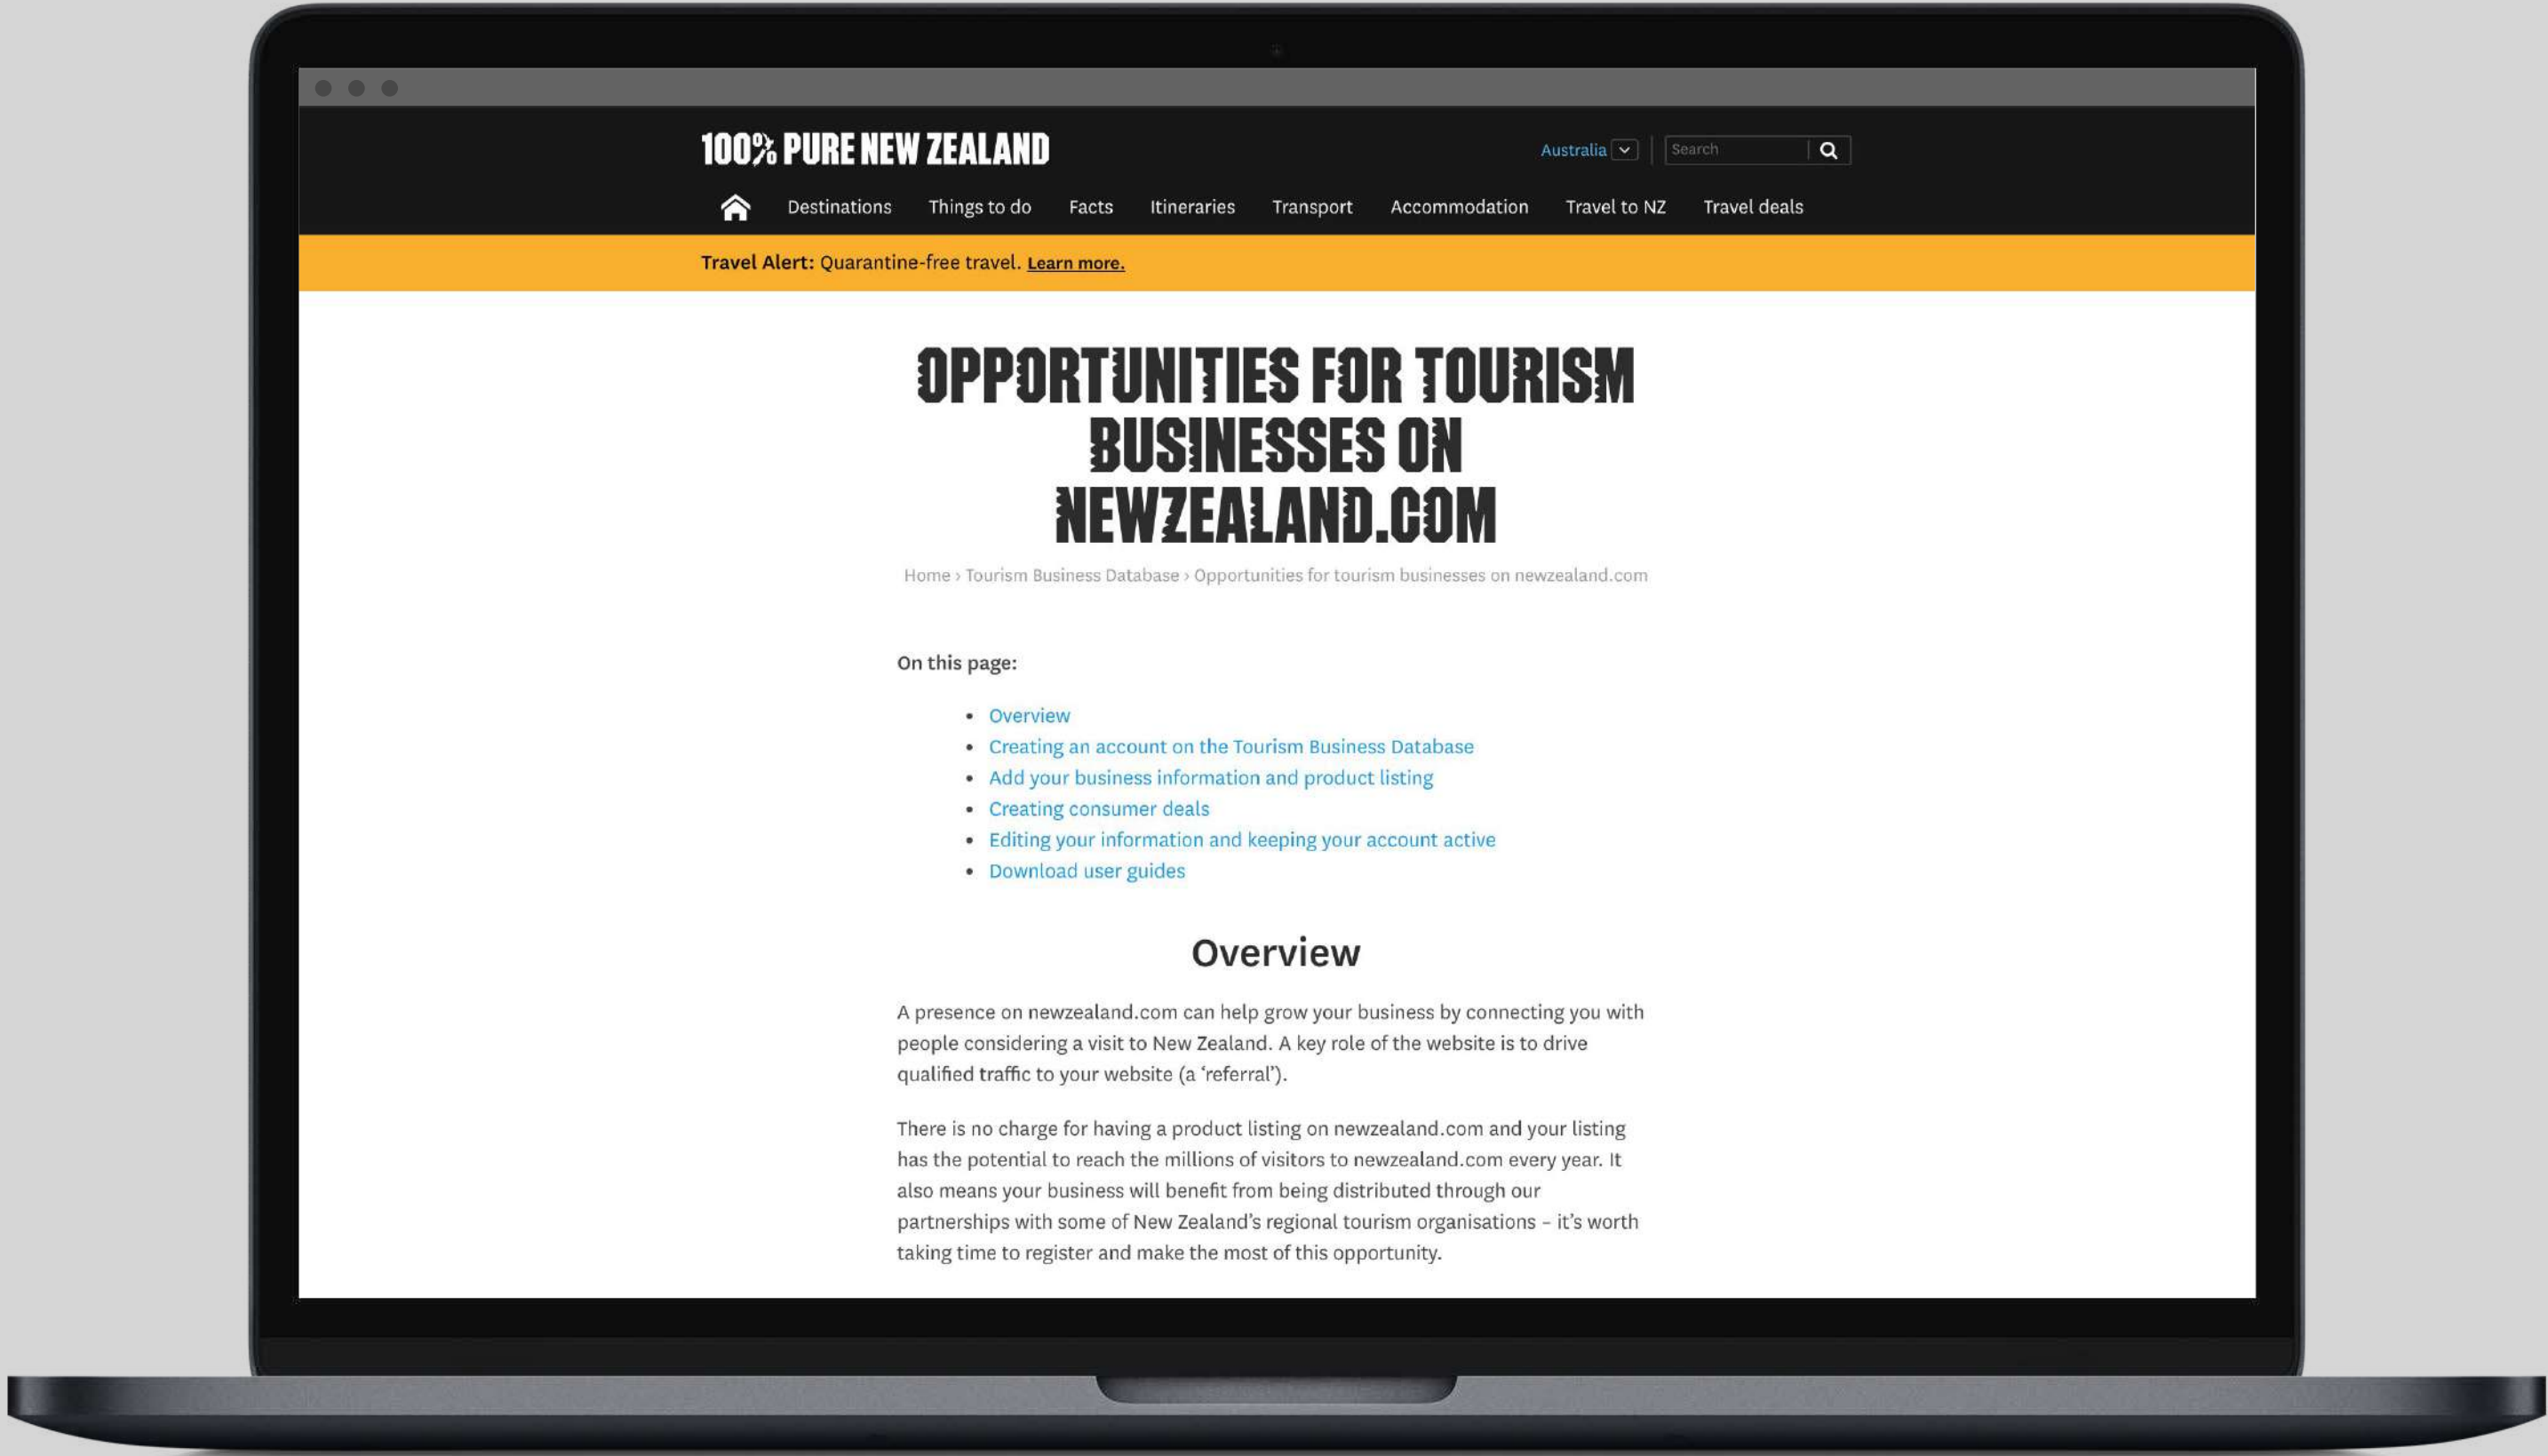 100% PURE NEW ZEALAND
Australia
Search
Destinations Things to do Facts Itineraries Transport Accommodation Travel to NZ Travel deals
Travel Alert: Quarantine-free travel. Learn more.
OPPORTUNITIES FOR TOURISM
BUSINESSES ON
NEWZEALAND.COM
Home › Tourism Business Database › Opportunities for tourism businesses on newzealand.com
On this page:
• Overview
• Creating an account on the Tourism Business Database
• Add your business information and product listing
• Creating consumer deals
• Editing your information and keeping your account active
• Download user guides
Overview
A presence on newzealand.com can help grow your business by connecting you with
people considering a visit to New Zealand. A key role of the website is to drive
qualified traffic to your website (a ‘referral’).
There is no charge for having a product listing on newzealand.com and your listing
has the potential to reach the millions of visitors to newzealand.com every year. It
also means your business will benefit from being distributed through our
partnerships with some of New Zealand’s regional tourism organisations – it’s worth
taking time to register and make the most of this opportunity.